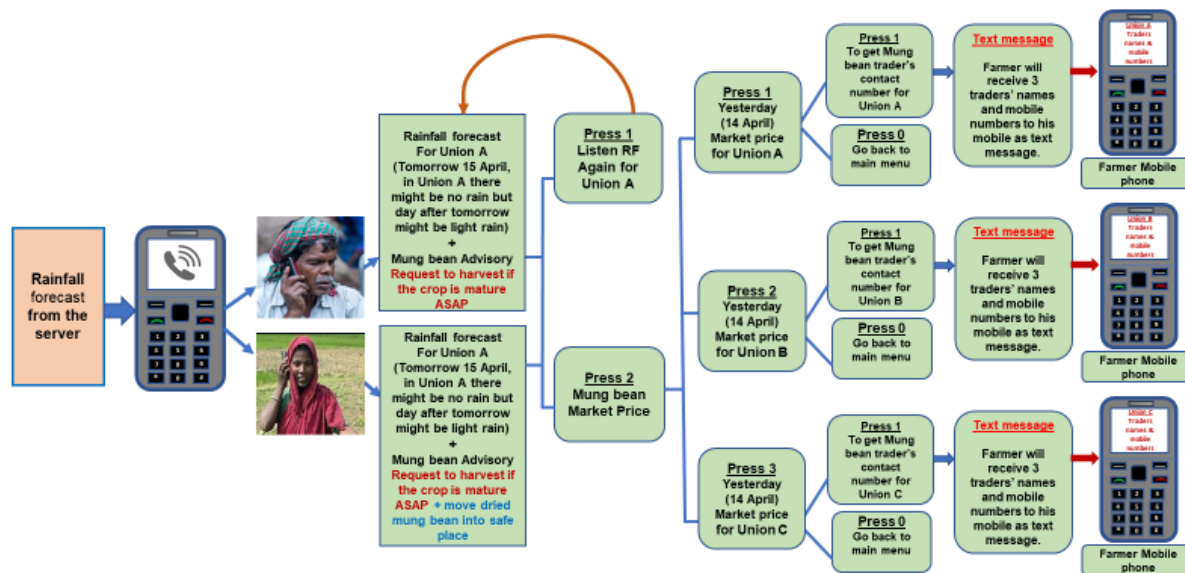 Rainfall
forecast
from the
server
Rainfall forecast
For Union A
(Tomorrow 15 April,
in Union A there
might be no rain but
day after tomorrow
might be light rain)
+
Mung bean Advisory
Request to harvest if
the crop is mature
ASAP
Rainfall forecast
For Union A
(Tomorrow 15 April,
in Union A there
might be no rain but
day after tomorrow
might be light rain)
+
Mung bean Advisory
Request to harvest if
the crop is mature
ASAP + move dried
mung bean into safe
place
Press 1
Listen RF
Again for
Union A
Press 2
Mung bean
Market Price
Press 1
Yesterday
(14 April)
Market price
for Union A
Press 2
Yesterday
(14 April)
Market price
for Union B
Press 3
Yesterday
(14 April)
Market price
for Union C
Press 1
To get Mung
bean trader's
contact
number for
Union A
Press 0
Go back to
main menu
Text message
Farmer will
receive 3
traders' names
and mobile
numbers to his
mobile as text
message.
Union A
Traders
names &
mobile
numbers
Farmer Mobile
phone
Press 1
To get Mung
bean trader's
contact
number for
Union B
Press 0
Go back to
main menu
Text message
Farmer will
receive 3
traders' names
and mobile
numbers to his
mobile as text
message.
Union B
Traders
names &
mobile
numbers
Farmer Mobile
phone
Press 1
To get Mung
bean trader's
contact
number for
Union C
Press 0
Go back to
main menu
Text message
Farmer will
receive 3
traders' names
and mobile
numbers to his
mobile as text
message.
Union C
Traders
names &
mobile
numbers
Farmer Mobile
phone